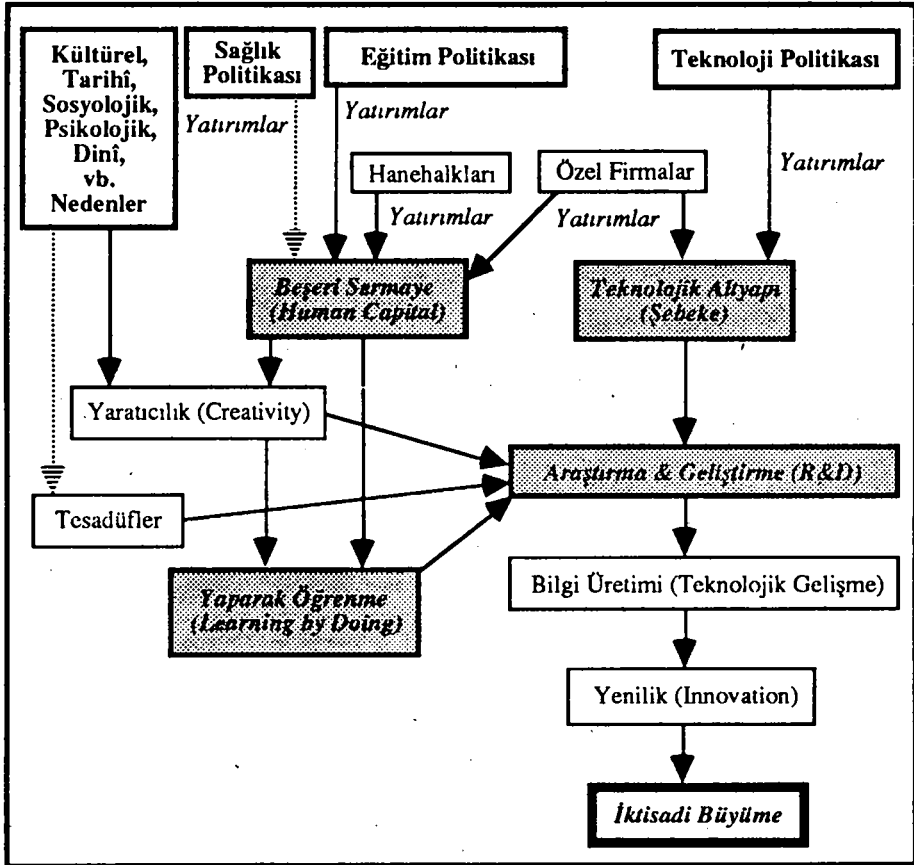 Kültürel,
Tarihî,
Sosyolojik,
Psikolojik,
Dinî,
vb.
Nedenler
Sağlık
Politikası
Eğitim Politikası
Teknoloji Politikası
Yatırımlar
Yatırımlar
Yatırımlar
Hanehalkları
Özel Firmalar
Yatırımlar
Yatırımlar
Beşeri Sermaye
(Human Capital)
Teknolojik Altyapı
(Şebeke)
Yaratıcılık (Creativity)
Araştırma & Geliştirme (R&D)
Tesadüfler
Yaparak Öğrenme
(Learning by Doing)
Bilgi Üretimi (Teknolojik Gelişme)
Yenilik (Innovation)
İktisadi Büyüme